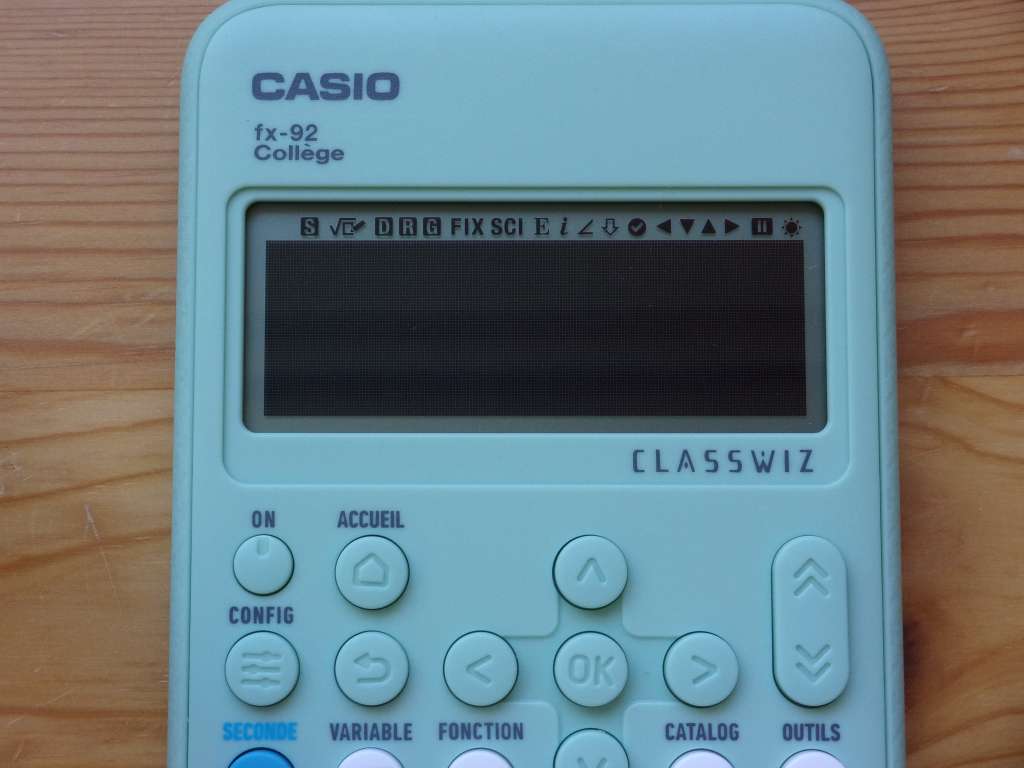 CASIO
fx-92
Collège
S √ D R G FIX SCI E i ∠
CLASSWIZ
ON ACCUEIL
CONFIG
OK
SECONDE VARIABLE FONCTION CATALOG OUTILS